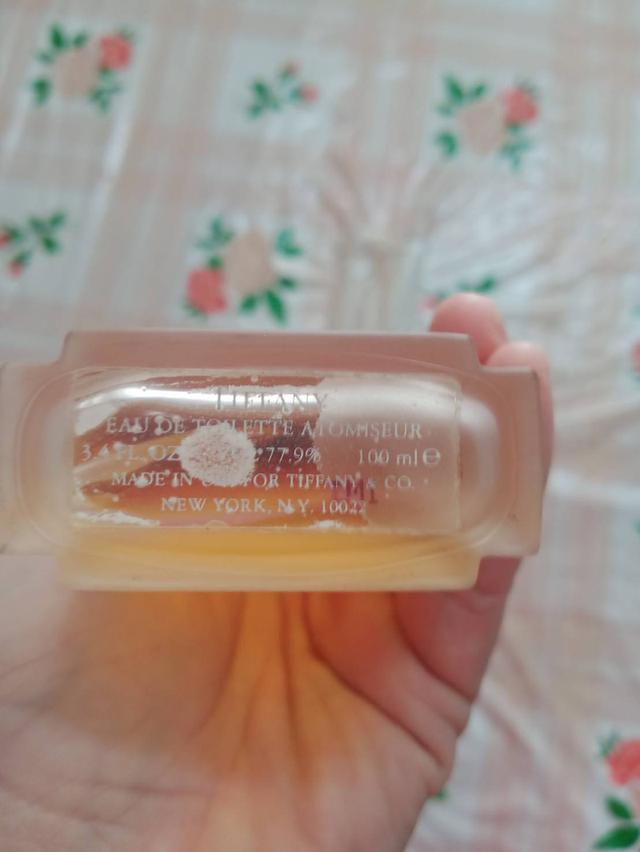 TIFFANY
EAU DE TOILETTE ATOMISEUR
3.4 FL. OZ. 77.9% 100 ml ℮
MADE IN FOR TIFFANY & CO.
NEW YORK, N.Y. 10022